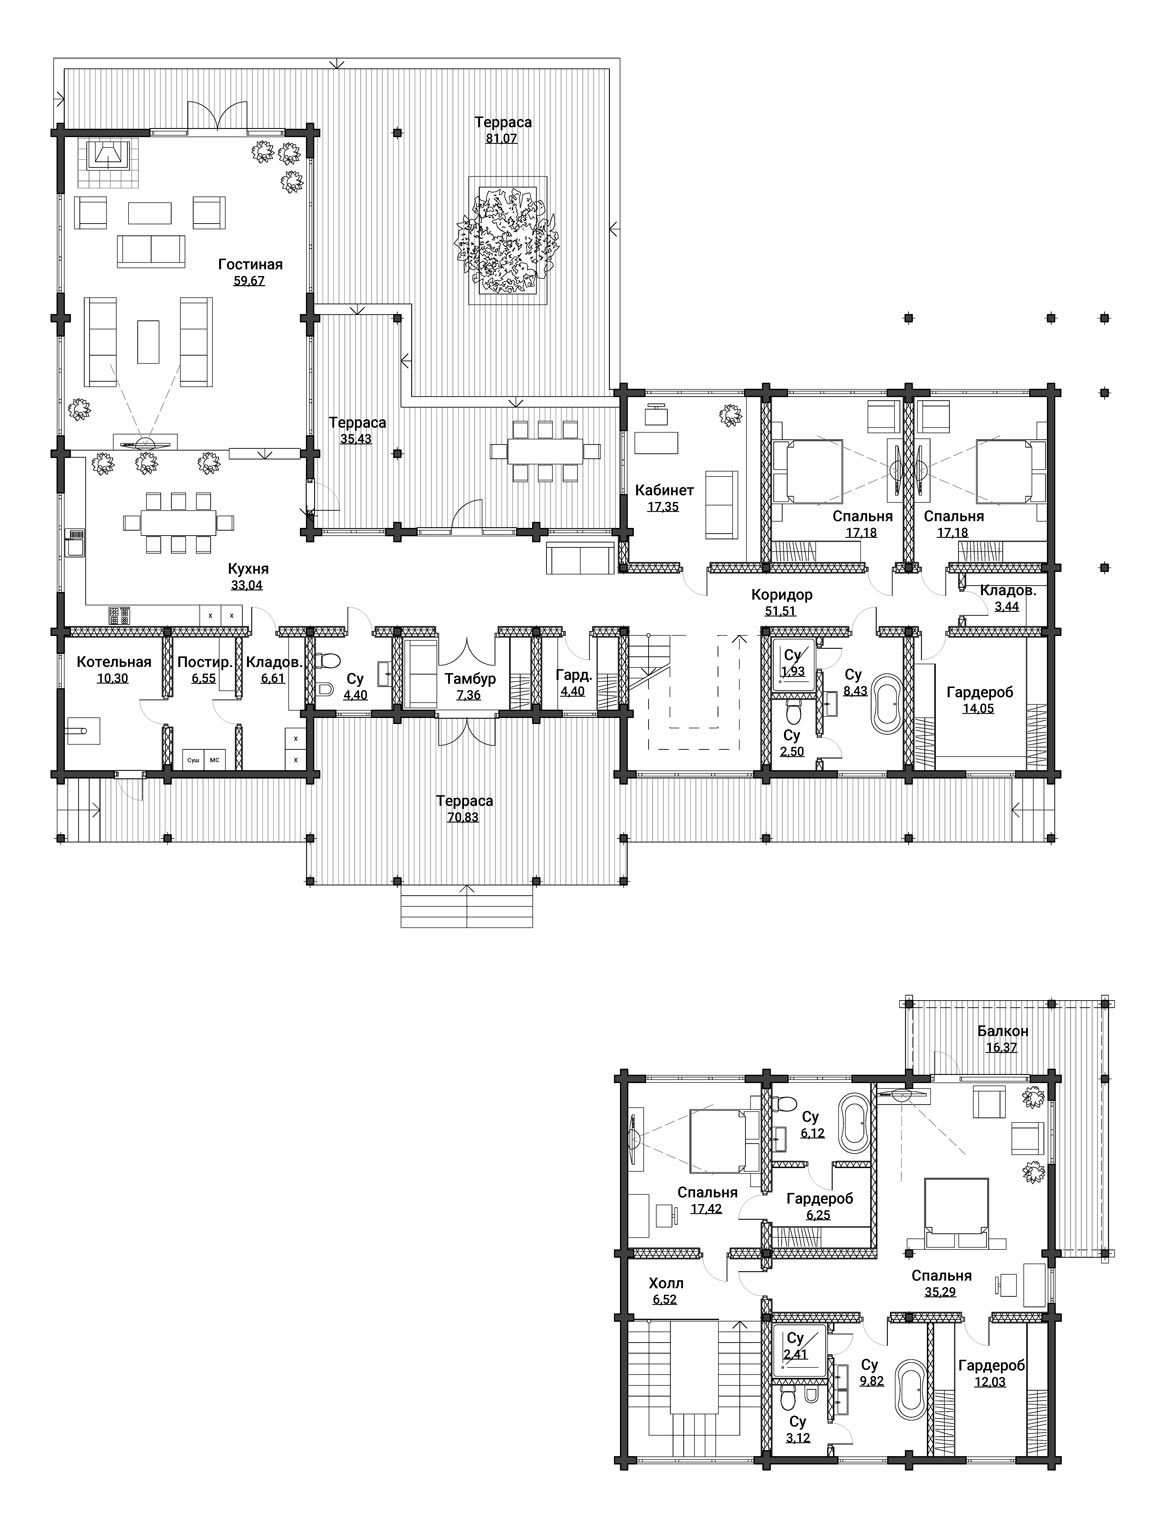 Терраса
81,07
Гостиная
59,67
Терраса
35,43
Кабинет
17,35
Спальня
17,18
Спальня
17,18
Кухня
33,04
Коридор
51,51
Кладов.
3,44
Котельная
10,30
Постир.
6,55
Кладов.
6,61
Су
4,40
Тамбур
7,36
Гард.
4,40
Су
1,93
Су
8,43
Гардероб
14,05
Су
2,50
х
х
х
х
Суш
МС
Терраса
70,83
Балкон
16,37
Су
6,12
Спальня
17,42
Гардероб
6,25
Холл
6,52
Спальня
35,29
Су
2,41
Су
9,82
Гардероб
12,03
Су
3,12